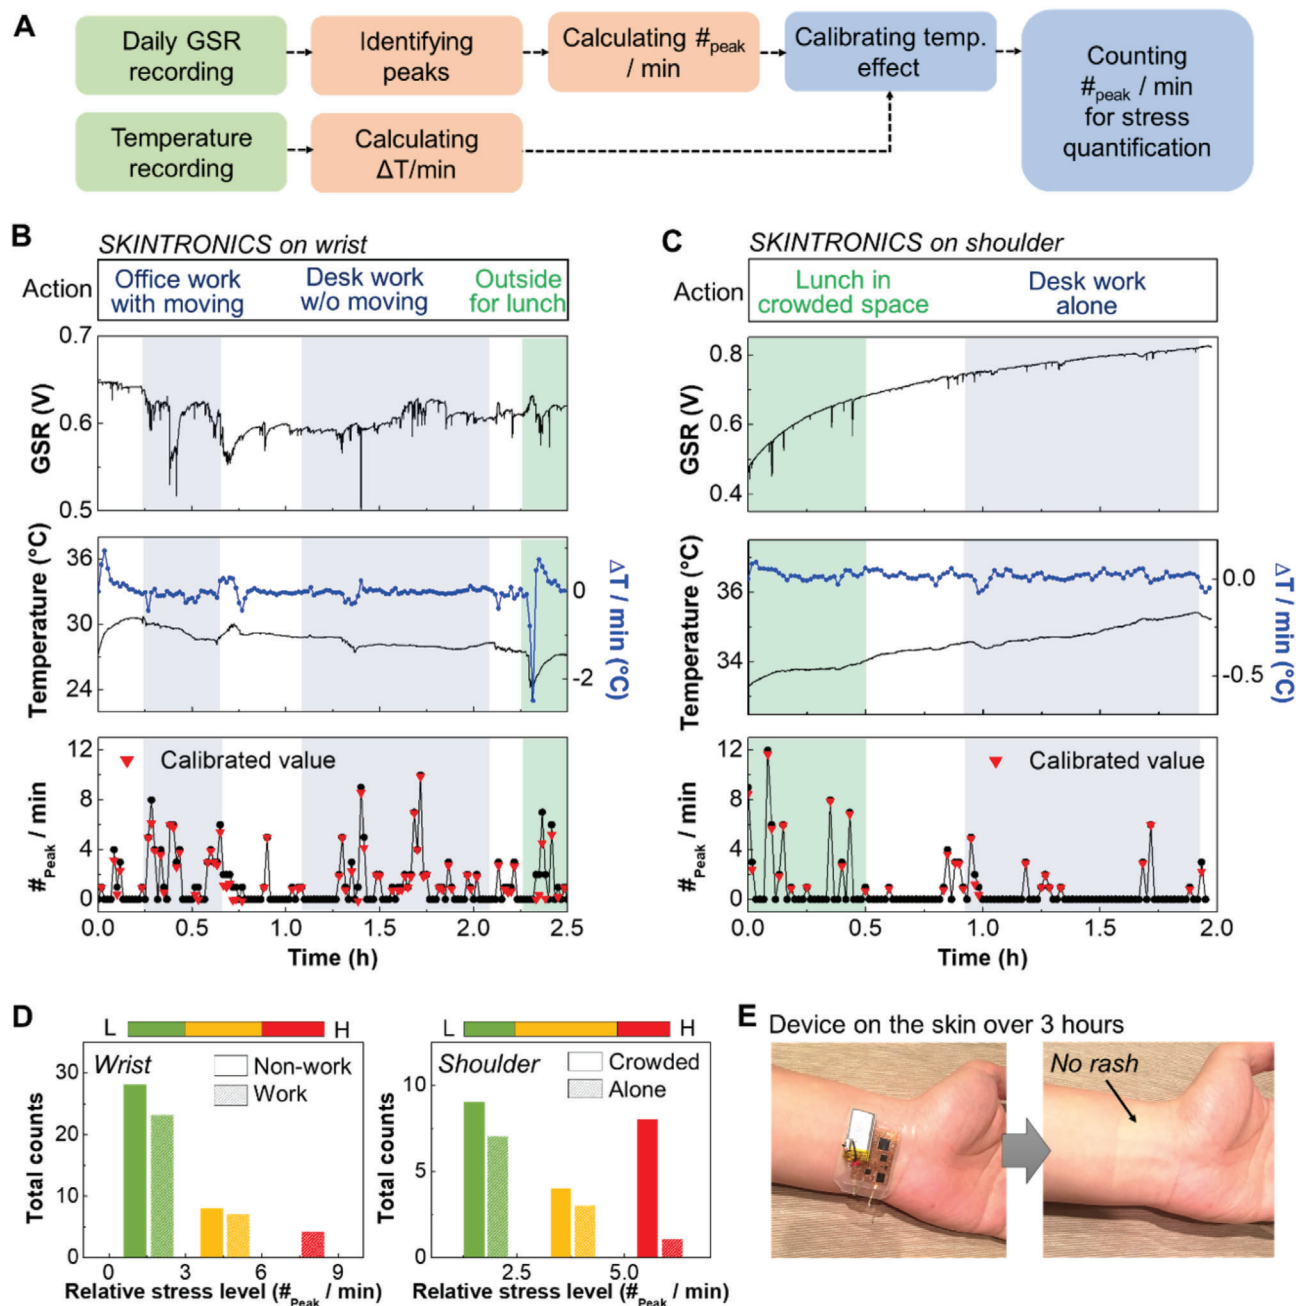 A
Daily GSR
recording
Identifying
peaks
Calculating #peak
/ min
Calibrating temp.
effect
Counting
#peak / min
for stress
quantification
Temperature
recording
Calculating
ΔT/min
B
SKINTRONICS on wrist
Action
Office work
with moving
Desk work
w/o moving
Outside
for lunch
0.7
0.6
0.5
GSR (V)
36
30
24
Temperature (°C)
0
-2
ΔT / min (°C)
Calibrated value
12
8
4
0
#Peak / min
0.0
0.5
1.0
1.5
2.0
2.5
Time (h)
C
SKINTRONICS on shoulder
Action
Lunch in
crowded space
Desk work
alone
0.8
0.6
0.4
GSR (V)
36
34
Temperature (°C)
0.0
-0.5
ΔT / min (°C)
Calibrated value
12
8
4
0
#Peak / min
0.0
0.5
1.0
1.5
2.0
Time (h)
D
L
H
Wrist
Non-work
Work
30
20
10
0
Total counts
0
3
6
9
Relative stress level (#Peak / min)
L
H
Shoulder
Crowded
Alone
10
5
0
Total counts
2.5
5.0
Relative stress level (#Peak / min)
E
Device on the skin over 3 hours
No rash